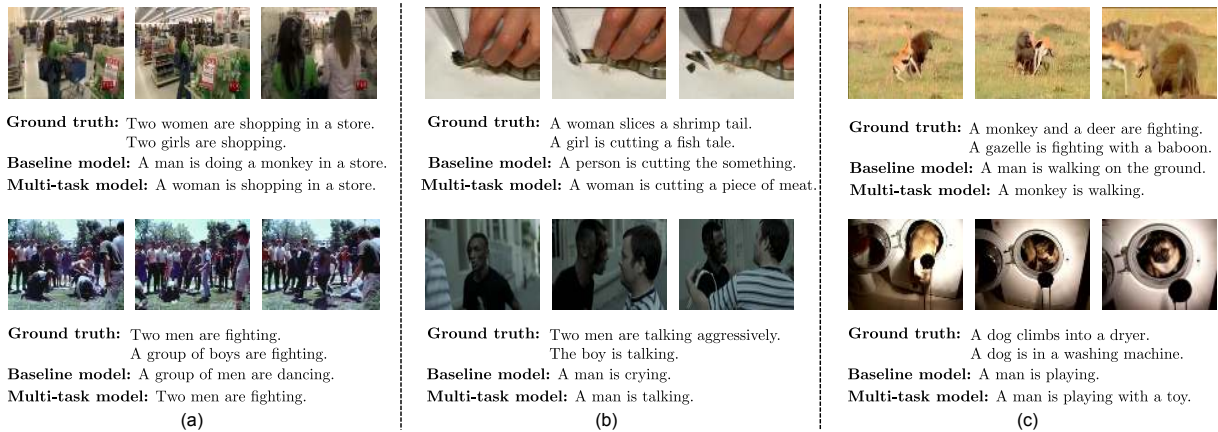 Ground truth: Two women are shopping in a store.
Two girls are shopping.
Baseline model: A man is doing a monkey in a store.
Multi-task model: A woman is shopping in a store.
Ground truth: Two men are fighting.
A group of boys are fighting.
Baseline model: A group of men are dancing.
Multi-task model: Two men are fighting.
(a)
Ground truth: A woman slices a shrimp tail.
A girl is cutting a fish tale.
Baseline model: A person is cutting the something.
Multi-task model: A woman is cutting a piece of meat.
Ground truth: Two men are talking aggressively.
The boy is talking.
Baseline model: A man is crying.
Multi-task model: A man is talking.
(b)
Ground truth: A monkey and a deer are fighting.
A gazelle is fighting with a baboon.
Baseline model: A man is walking on the ground.
Multi-task model: A monkey is walking.
Ground truth: A dog climbs into a dryer.
A dog is in a washing machine.
Baseline model: A man is playing.
Multi-task model: A man is playing with a toy.
(c)